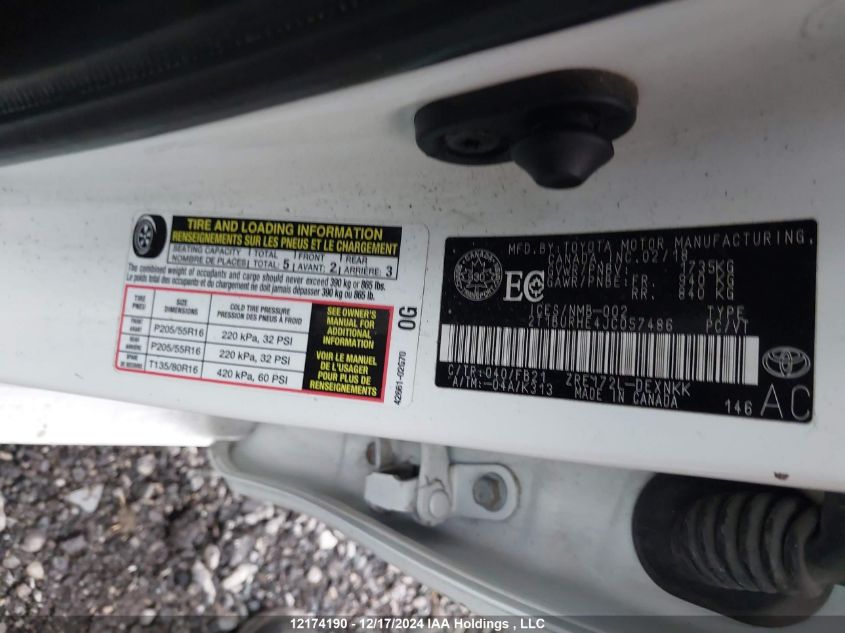 TIRE AND LOADING INFORMATION
RENSEIGNEMENTS SUR LES PNEUS ET LE CHARGEMENT
SEATING CAPACITY TOTAL FRONT REAR
NOMBRE DE PLACES TOTAL: 5 AVANT: 2 ARRIÈRE: 3
The combined weight of occupants and cargo should never exceed 390 kg or 865 lbs.
Le poids total des occupants et du chargement ne doit jamais dépasser 390 kg ou 865 lb.
TIRE SIZE COLD TIRE PRESSURE
PNEU DIMENSIONS PRESSION DES PNEUS À FROID
FRONT AVANT P205/55R16 220 kPa, 32 PSI
REAR ARRIÈRE P205/55R16 220 kPa, 32 PSI
SPARE DE SECOURS T135/80R16 420 kPa, 60 PSI
SEE OWNER'S
MANUAL FOR
ADDITIONAL
INFORMATION
VOIR LE MANUEL
DE L'USAGER
POUR PLUS DE
RENSEIGNEMENTS
0G
42661-02G70
MFD.BY:TOYOTA MOTOR MANUFACTURING,
CANADA, INC.02/18
GVWR/PNBV: 1735KG
GAWR/PNBE: FR. 940 KG
RR. 840 KG
EC
CANADA
TRANSPORT
ICES/NMB-002 TYPE
2T1BURHE4JC057486 PC/VT
C/TR:040/FB21 ZRE172L-DEXNKK
A/TM:-04A/K313 MADE IN CANADA
146 AC
TOYOTA
12174190 - 12/17/2024 IAA Holdings , LLC